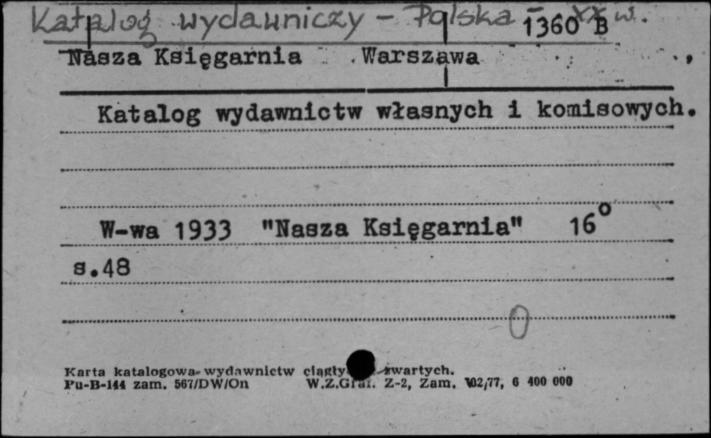 Katalog wydawniczy - Polska - XX w.
1360 B
Nasza Księgarnia Warszawa
Katalog wydawnictw własnych i komisowych.
W-wa 1933 "Nasza Księgarnia" 16°
s.48
0
Karta katalogowa wydawnictw zwartych.
Pu-B-144 zam. 567/DW/On W.Z.Graf. Z-2, Zam. 102/77, 6 400 000